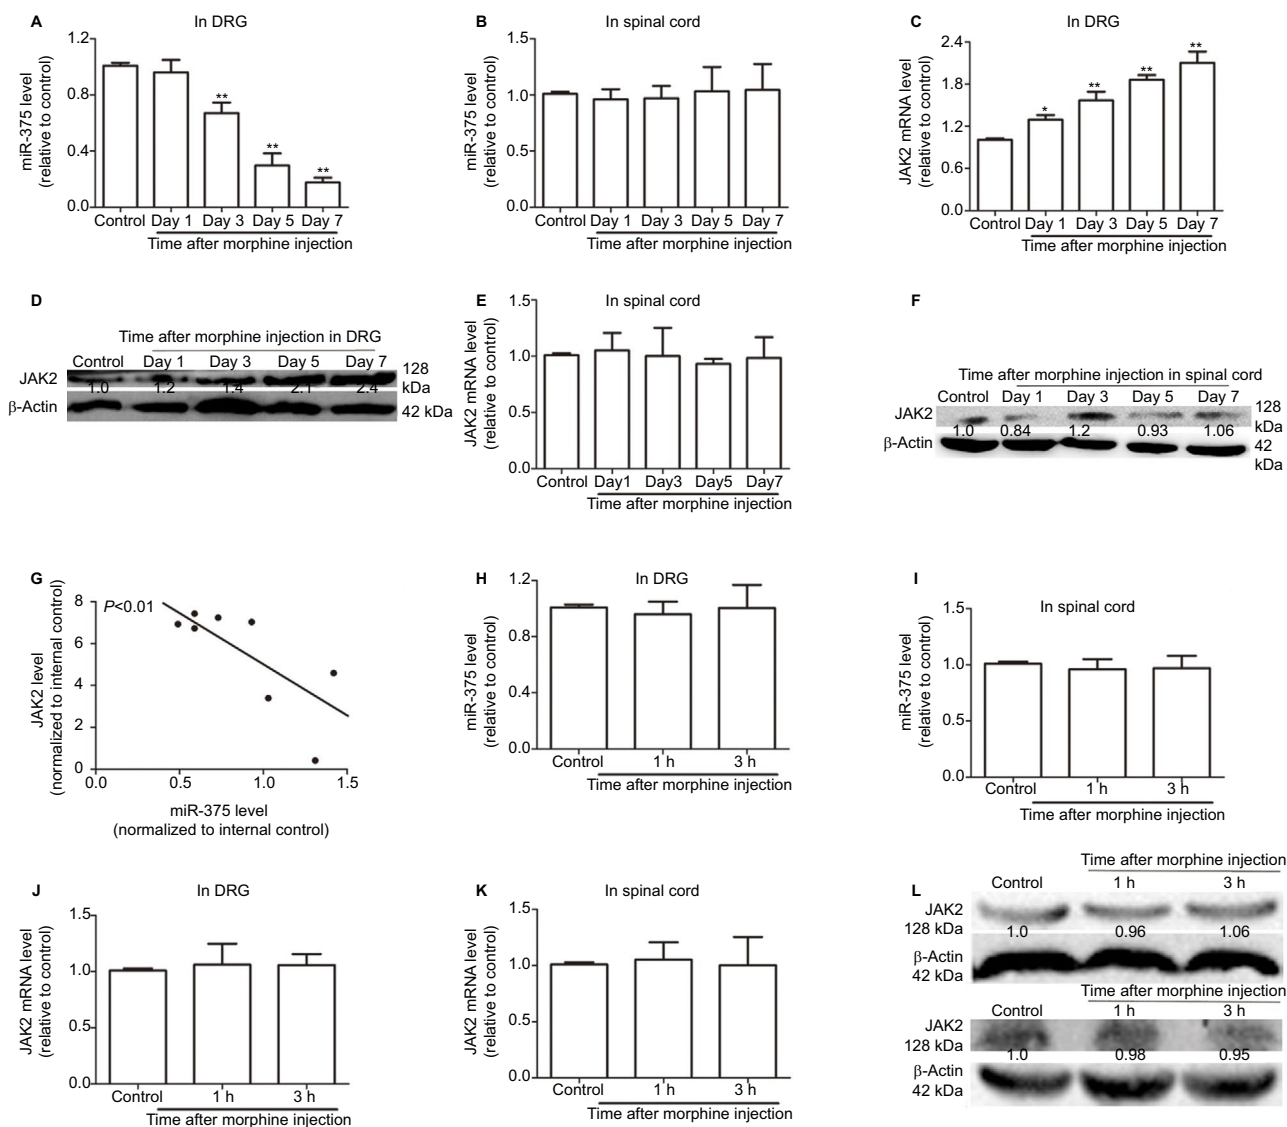 A
In DRG
miR-375 level
(relative to control)
1.2
0.8
0.4
0.0
**
**
**
Control Day 1 Day 3 Day 5 Day 7
Time after morphine injection
B
In spinal cord
miR-375 level
(relative to control)
1.5
1.0
0.5
0.0
Control Day 1 Day 3 Day 5 Day 7
Time after morphine injection
C
In DRG
JAK2 mRNA level
(relative to control)
2.4
1.8
1.2
0.6
0
*
**
**
**
Control Day 1 Day 3 Day 5 Day 7
Time after morphine injection
D
Time after morphine injection in DRG
Control Day 1 Day 3 Day 5 Day 7
JAK2
128
kDa
1.0 1.2 1.4 2.1 2.4
β-Actin
42 kDa
E
In spinal cord
JAK2 mRNA level
(relative to control)
1.5
1.0
0.5
0.0
Control Day1 Day3 Day5 Day7
Time after morphine injection
F
Time after morphine injection in spinal cord
Control Day 1 Day 3 Day 5 Day 7
JAK2
128
kDa
1.0 0.84 1.2 0.93 1.06
β-Actin
42
kDa
G
JAK2 level
(normalized to internal control)
8
6
4
2
0
P<0.01
0.0 0.5 1.0 1.5
miR-375 level
(normalized to internal control)
H
In DRG
miR-375 level
(relative to control)
1.2
0.8
0.4
0.0
Control 1 h 3 h
Time after morphine injection
I
In spinal cord
miR-375 level
(relative to control)
1.5
1.0
0.5
0.0
Control 1 h 3 h
Time after morphine injection
J
In DRG
JAK2 mRNA level
(relative to control)
1.5
1.0
0.5
0.0
Control 1 h 3 h
Time after morphine injection
K
In spinal cord
JAK2 mRNA level
(relative to control)
1.5
1.0
0.5
0.0
Control 1 h 3 h
Time after morphine injection
L
Time after morphine injection
Control 1 h 3 h
JAK2
128 kDa
1.0 0.96 1.06
β-Actin
42 kDa
Time after morphine injection
Control 1 h 3 h
JAK2
128 kDa
1.0 0.98 0.95
β-Actin
42 kDa